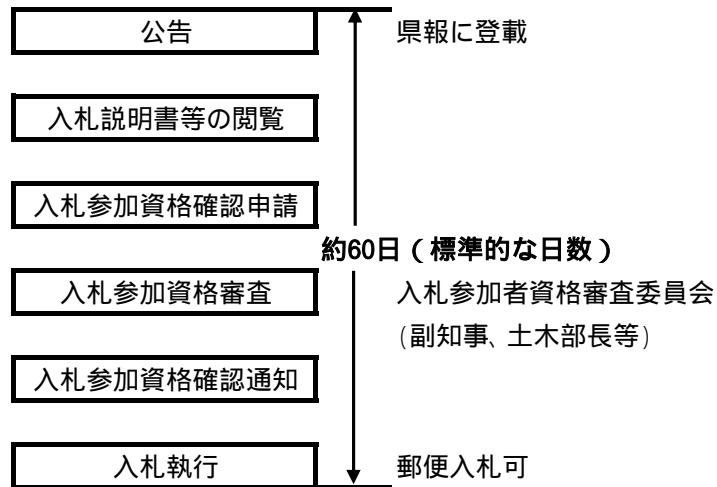 公告
県報に登載
入札説明書等の閲覧
入札参加資格確認申請
約60日（標準的な日数）
入札参加資格審査
入札参加者資格審査委員会
(副知事、土木部長等)
入札参加資格確認通知
入札執行
郵便入札可